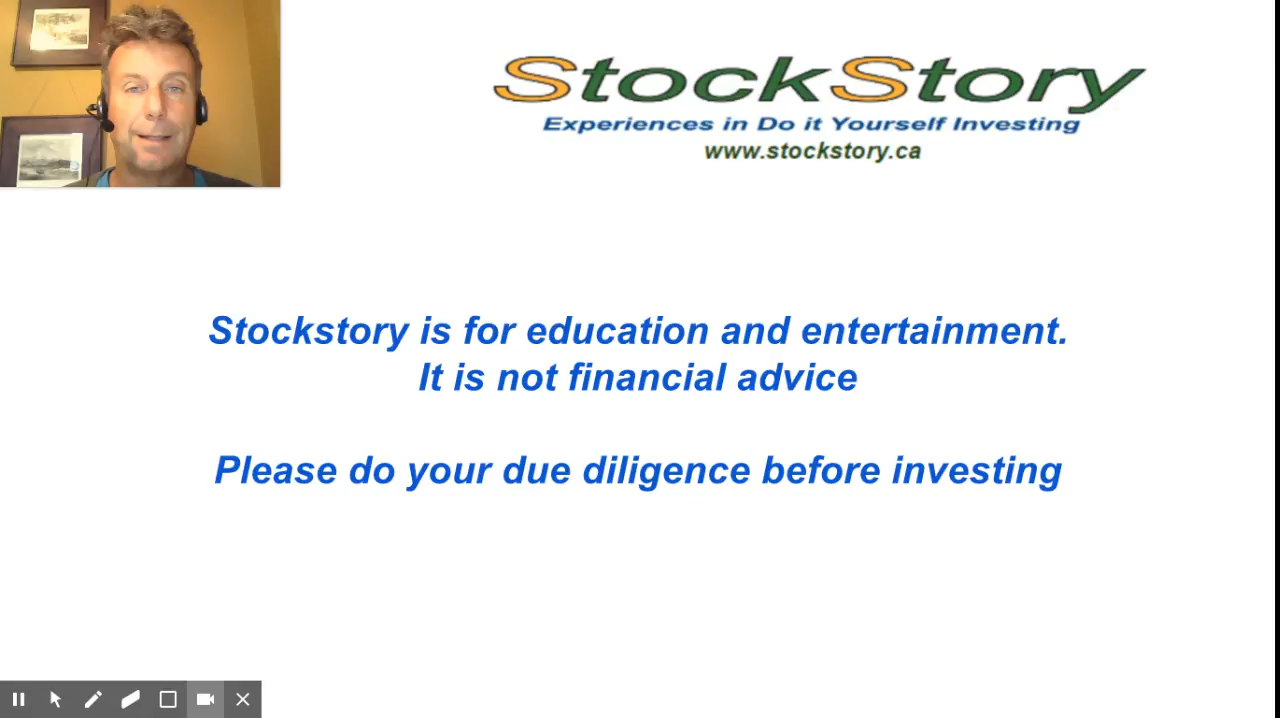 StockStory
Experiences in Do it Yourself Investing
www.stockstory.ca
Stockstory is for education and entertainment.
It is not financial advice
Please do your due diligence before investing